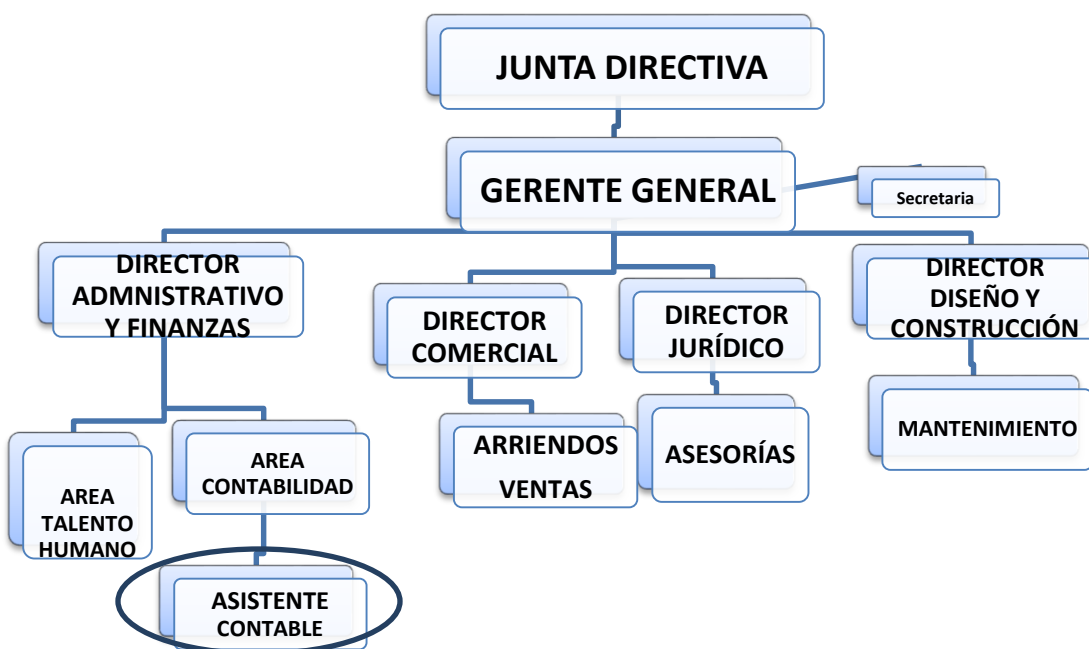 JUNTA DIRECTIVA
GERENTE GENERAL
Secretaria
DIRECTOR
ADMNISTRATIVO
Y FINANZAS
DIRECTOR
COMERCIAL
DIRECTOR
JURÍDICO
DIRECTOR
DISEÑO Y
CONSTRUCCIÓN
AREA
TALENTO
HUMANO
AREA
CONTABILIDAD
ARRIENDOS
VENTAS
ASESORÍAS
MANTENIMIENTO
ASISTENTE
CONTABLE